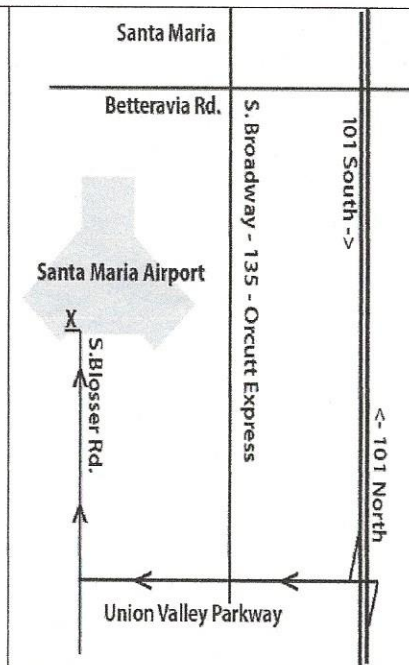 Santa Maria
Betteravia Rd.
S. Broadway - 135 - Orcutt Express
101 South ->
Santa Maria Airport
X
S.Blosser Rd.
<- 101 North
Union Valley Parkway